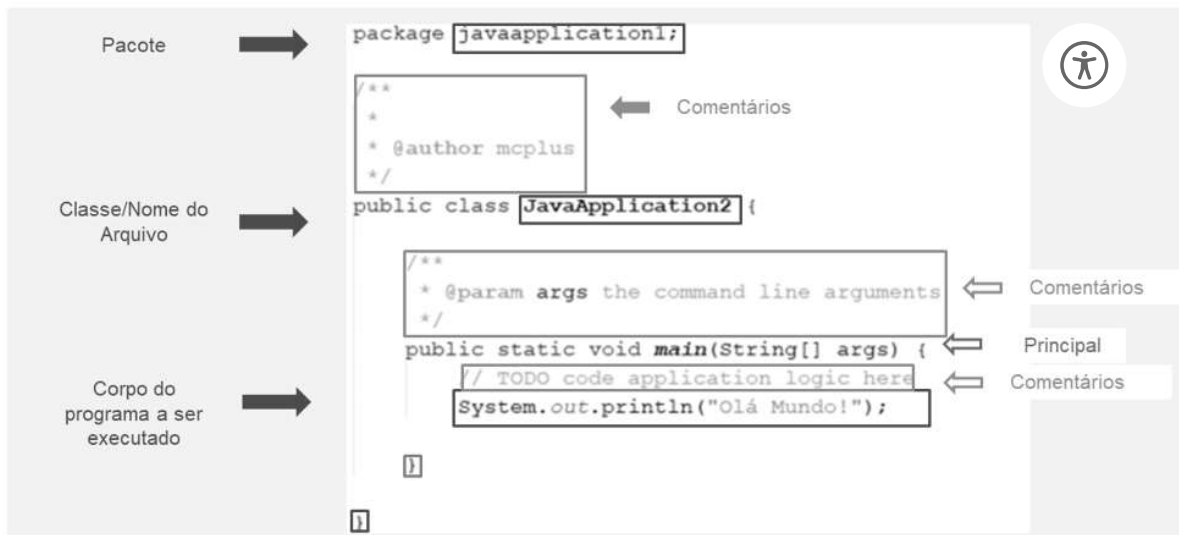 Pacote
package javaapplication1;
/**
*
* @author mcplus
*/
Comentários
Classe/Nome do
Arquivo
public class JavaApplication2 {
/**
* @param args the command line arguments
*/
Comentários
public static void main(String[] args) {
Principal
// TODO code application logic here
Comentários
Corpo do
programa a ser
executado
System.out.println("Olá Mundo!");
}
}